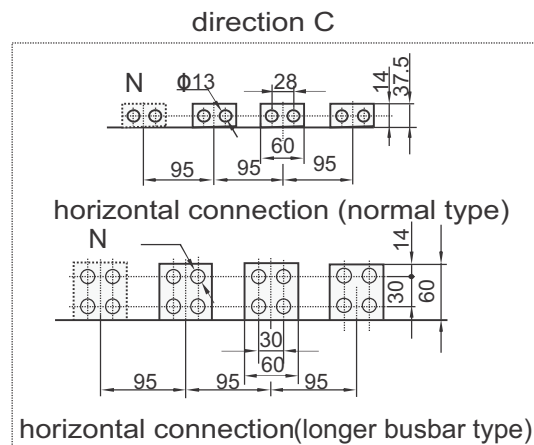 direction C
N Φ13 28 14 37.5
60
95 95 95
horizontal connection (normal type)
N 14
30 60
30
60
95 95 95
horizontal connection(longer busbar type)